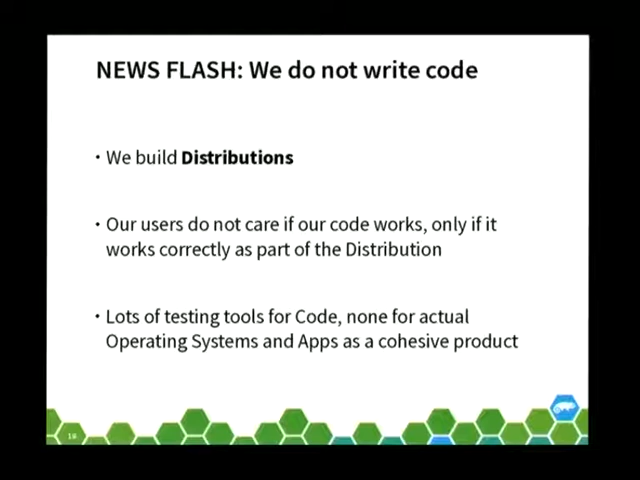 NEWS FLASH: We do not write code
• We build Distributions
• Our users do not care if our code works, only if it
works correctly as part of the Distribution
• Lots of testing tools for Code, none for actual
Operating Systems and Apps as a cohesive product